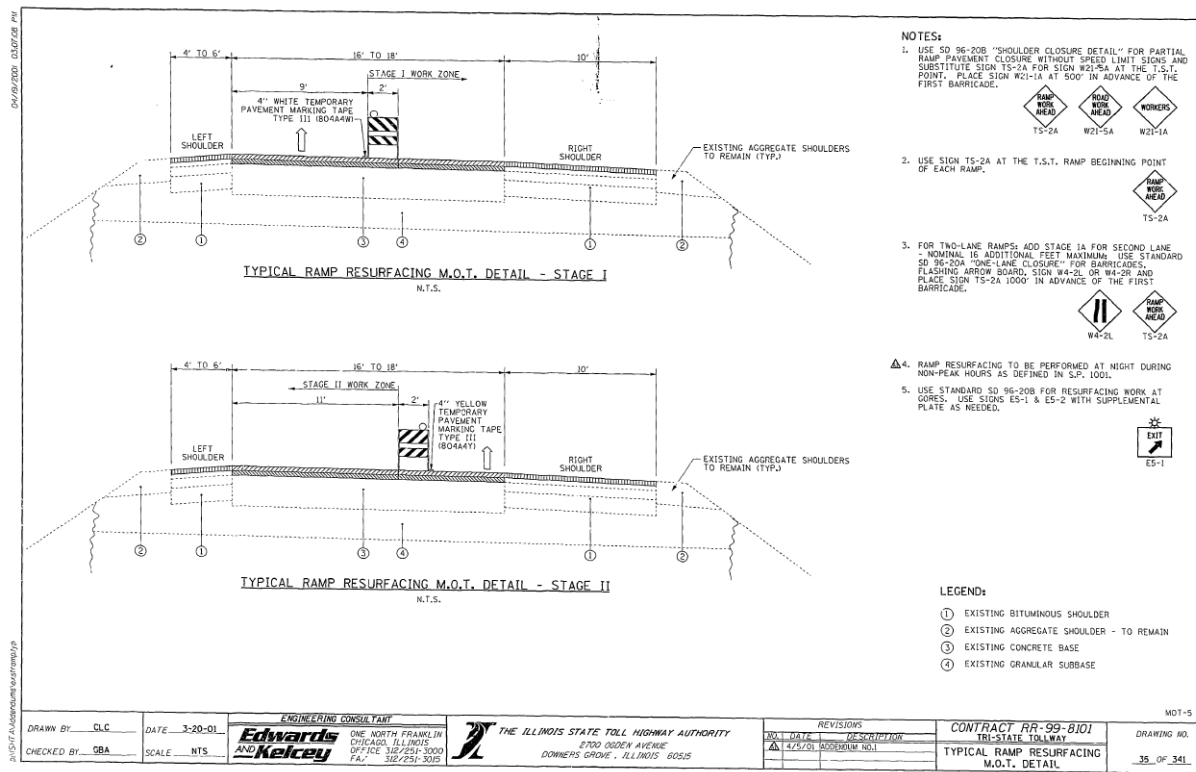 04/19/2001 03:07:08 PM
4' TO 6'
16' TO 18'
10'
STAGE I WORK ZONE
9'
2'
4" WHITE TEMPORARY
PAVEMENT MARKING TAPE
TYPE III (804A4W)
LEFT
SHOULDER
RIGHT
SHOULDER
EXISTING AGGREGATE SHOULDERS
TO REMAIN (TYP.)
2
1
3
4
1
2
TYPICAL RAMP RESURFACING M.O.T. DETAIL - STAGE I
N.T.S.
4' TO 6'
16' TO 18'
10'
STAGE II WORK ZONE
11'
2'
4" YELLOW
TEMPORARY
PAVEMENT
MARKING TAPE
TYPE III
(804A4Y)
LEFT
SHOULDER
RIGHT
SHOULDER
EXISTING AGGREGATE SHOULDERS
TO REMAIN (TYP.)
2
1
3
4
1
2
TYPICAL RAMP RESURFACING M.O.T. DETAIL - STAGE II
N.T.S.
NOTES:
1. USE SD 96-20B "SHOULDER CLOSURE DETAIL" FOR PARTIAL
RAMP PAVEMENT CLOSURE WITHOUT SPEED LIMIT SIGNS AND
SUBSTITUTE SIGN TS-2A FOR SIGN W21-5A AT THE T.S.T.
POINT. PLACE SIGN W21-1A AT 500' IN ADVANCE OF THE
FIRST BARRICADE.
RAMP
WORK
AHEAD
TS-2A
ROAD
WORK
AHEAD
W21-5A
WORKERS
W21-1A
2. USE SIGN TS-2A AT THE T.S.T. RAMP BEGINNING POINT
OF EACH RAMP.
RAMP
WORK
AHEAD
TS-2A
3. FOR TWO-LANE RAMPS: ADD STAGE IA FOR SECOND LANE
- NOMINAL 16 ADDITIONAL FEET MAXIMUM: USE STANDARD
SD 96-20A "ONE-LANE CLOSURE" FOR BARRICADES,
FLASHING ARROW BOARD, SIGN W4-2L OR W4-2R AND
PLACE SIGN TS-2A 1000' IN ADVANCE OF THE FIRST
BARRICADE.
W4-2L
RAMP
WORK
AHEAD
TS-2A
4. RAMP RESURFACING TO BE PERFORMED AT NIGHT DURING
NON-PEAK HOURS AS DEFINED IN S.P. 1001.
5. USE STANDARD SD 96-20B FOR RESURFACING WORK AT
GORES. USE SIGNS E5-1 & E5-2 WITH SUPPLEMENTAL
PLATE AS NEEDED.
EXIT
E5-1
LEGEND:
1 EXISTING BITUMINOUS SHOULDER
2 EXISTING AGGREGATE SHOULDER - TO REMAIN
3 EXISTING CONCRETE BASE
4 EXISTING GRANULAR SUBBASE
MOT-5
DRAWN BY CLC
DATE 3-20-01
CHECKED BY GBA
SCALE NTS
ENGINEERING CONSULTANT
Edwards
AND Kelcey
ONE NORTH FRANKLIN
CHICAGO, ILLINOIS
OFFICE 312/251-3000
FAX 312/251-3015
THE ILLINOIS STATE TOLL HIGHWAY AUTHORITY
2700 OGDEN AVENUE
DOWNERS GROVE, ILLINOIS 60515
REVISIONS
NO. DATE DESCRIPTION
4/5/01 ADDENDUM NO.1
CONTRACT RR-99-8101
TRI-STATE TOLLWAY
TYPICAL RAMP RESURFACING
M.O.T. DETAIL
DRAWING NO.
35 OF 341